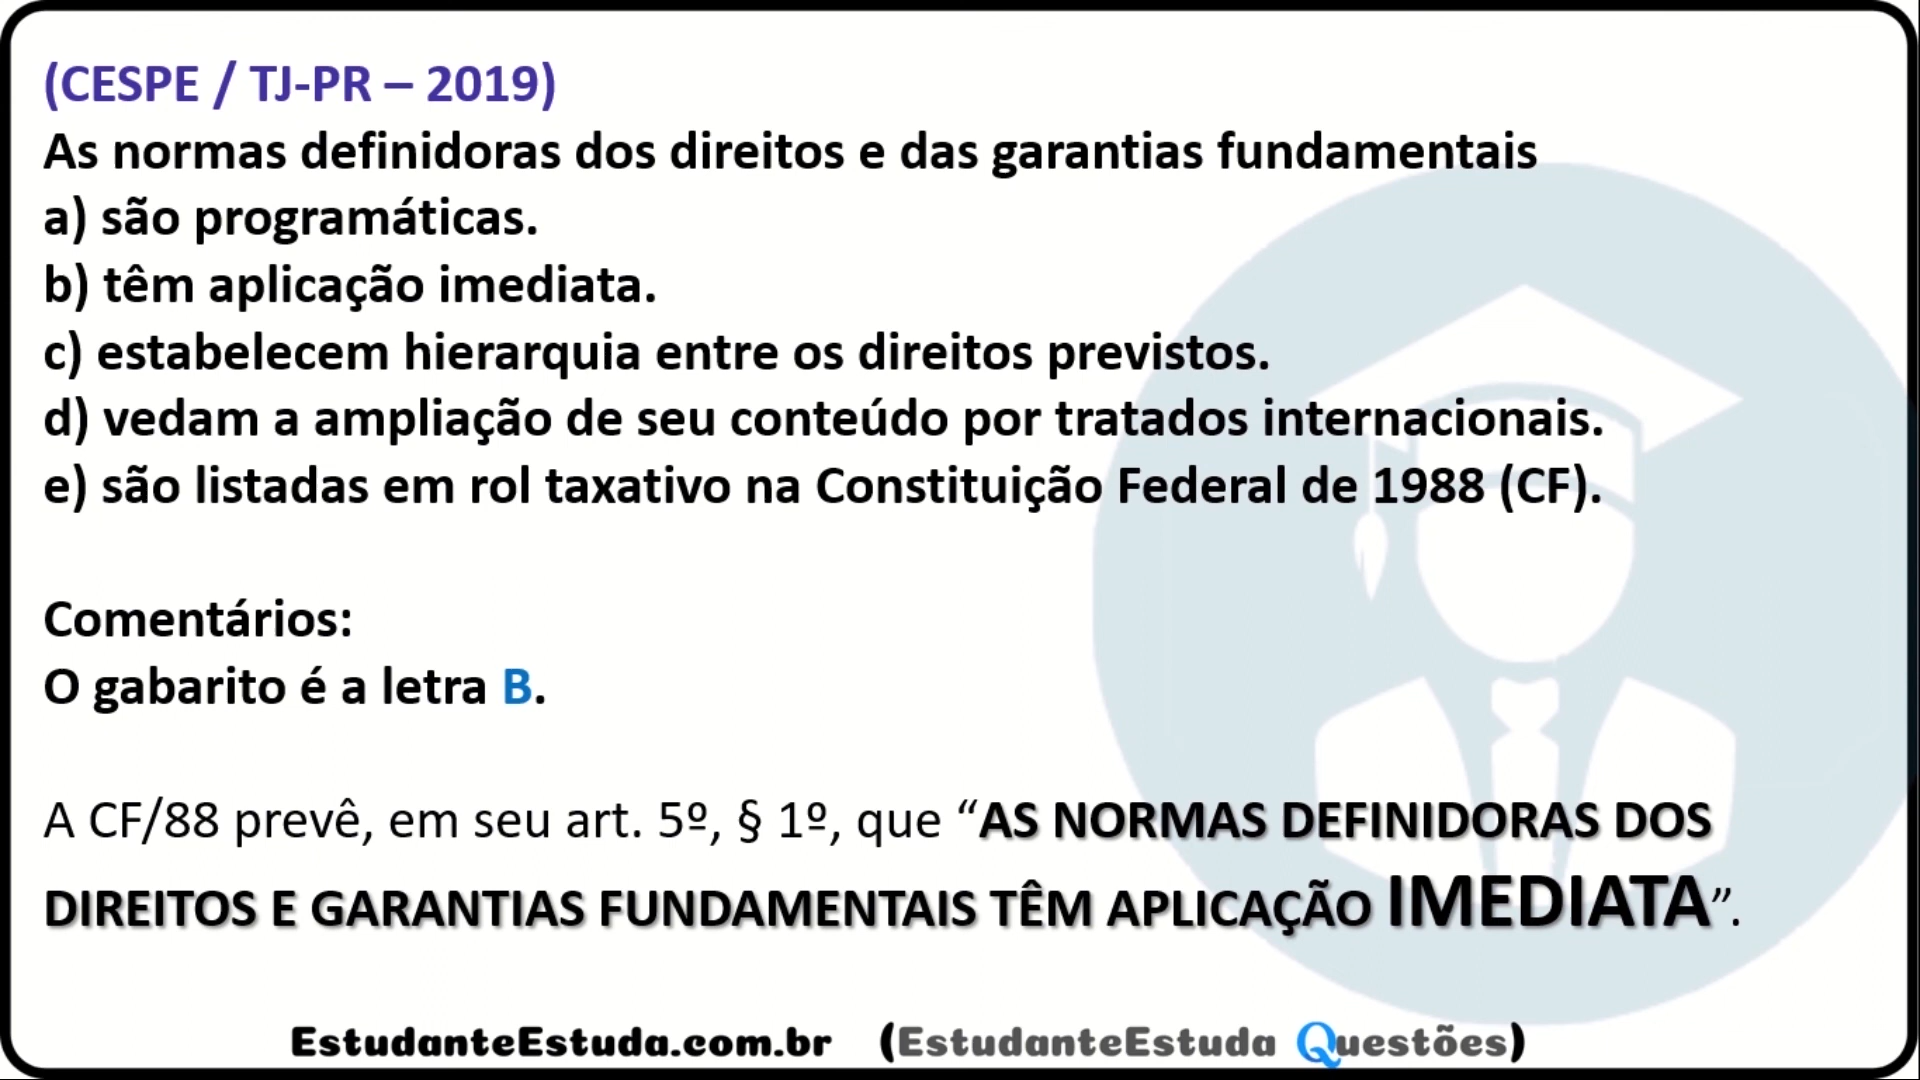 (CESPE / TJ-PR – 2019)
As normas definidoras dos direitos e das garantias fundamentais
a) são programáticas.
b) têm aplicação imediata.
c) estabelecem hierarquia entre os direitos previstos.
d) vedam a ampliação de seu conteúdo por tratados internacionais.
e) são listadas em rol taxativo na Constituição Federal de 1988 (CF).
Comentários:
O gabarito é a letra B.
A CF/88 prevê, em seu art. 5º, § 1º, que “AS NORMAS DEFINIDORAS DOS
DIREITOS E GARANTIAS FUNDAMENTAIS TÊM APLICAÇÃO IMEDIATA”.
EstudanteEstuda.com.br (EstudanteEstuda Questões)